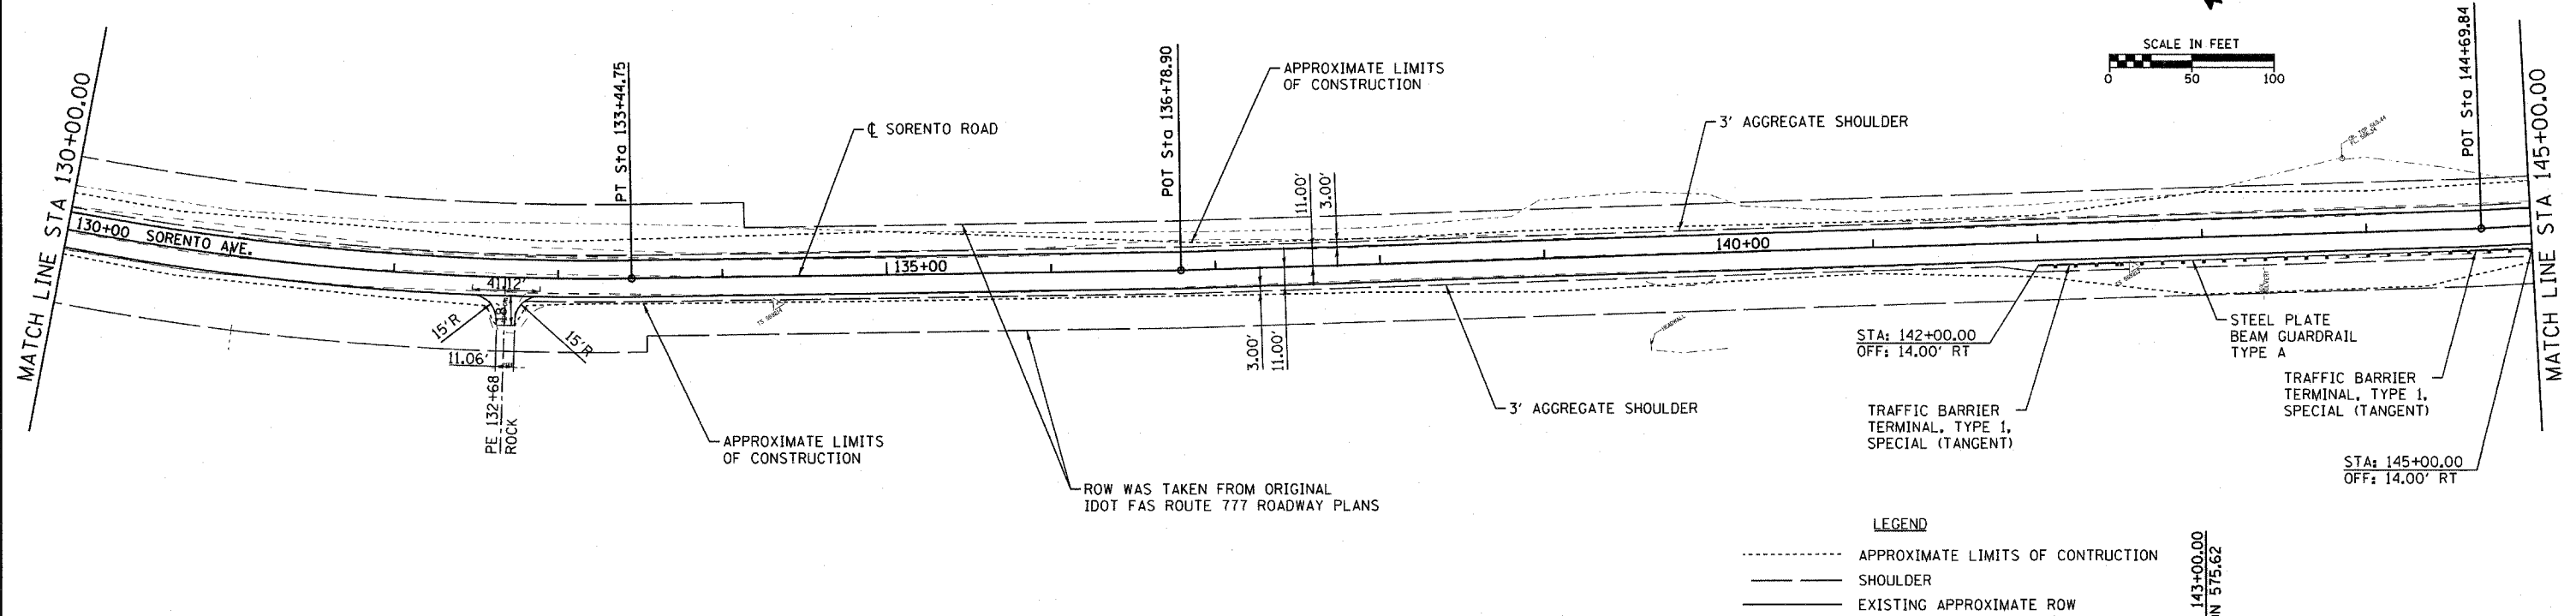 MATCH LINE STA 130+00.00
130+00 SORENTO AVE.
PT Sta 133+44.75
℄ SORENTO ROAD
POT Sta 136+78.90
APPROXIMATE LIMITS
OF CONSTRUCTION
11.00'
3.00'
3' AGGREGATE SHOULDER
SCALE IN FEET
0 50 100
POT Sta 144+69.84
MATCH LINE STA 145+00.00
135+00
140+00
41.12'
18'
15'R
15'R
11.06'
PE 132+68
ROCK
APPROXIMATE LIMITS
OF CONSTRUCTION
ROW WAS TAKEN FROM ORIGINAL
IDOT FAS ROUTE 777 ROADWAY PLANS
3.00'
11.00'
3' AGGREGATE SHOULDER
HEADWALL
STA: 142+00.00
OFF: 14.00' RT
TRAFFIC BARRIER
TERMINAL, TYPE 1,
SPECIAL (TANGENT)
STEEL PLATE
BEAM GUARDRAIL
TYPE A
TRAFFIC BARRIER
TERMINAL, TYPE 1,
SPECIAL (TANGENT)
STA: 145+00.00
OFF: 14.00' RT
LEGEND
APPROXIMATE LIMITS OF CONTRUCTION
SHOULDER
EXISTING APPROXIMATE ROW
143+00.00
575.62